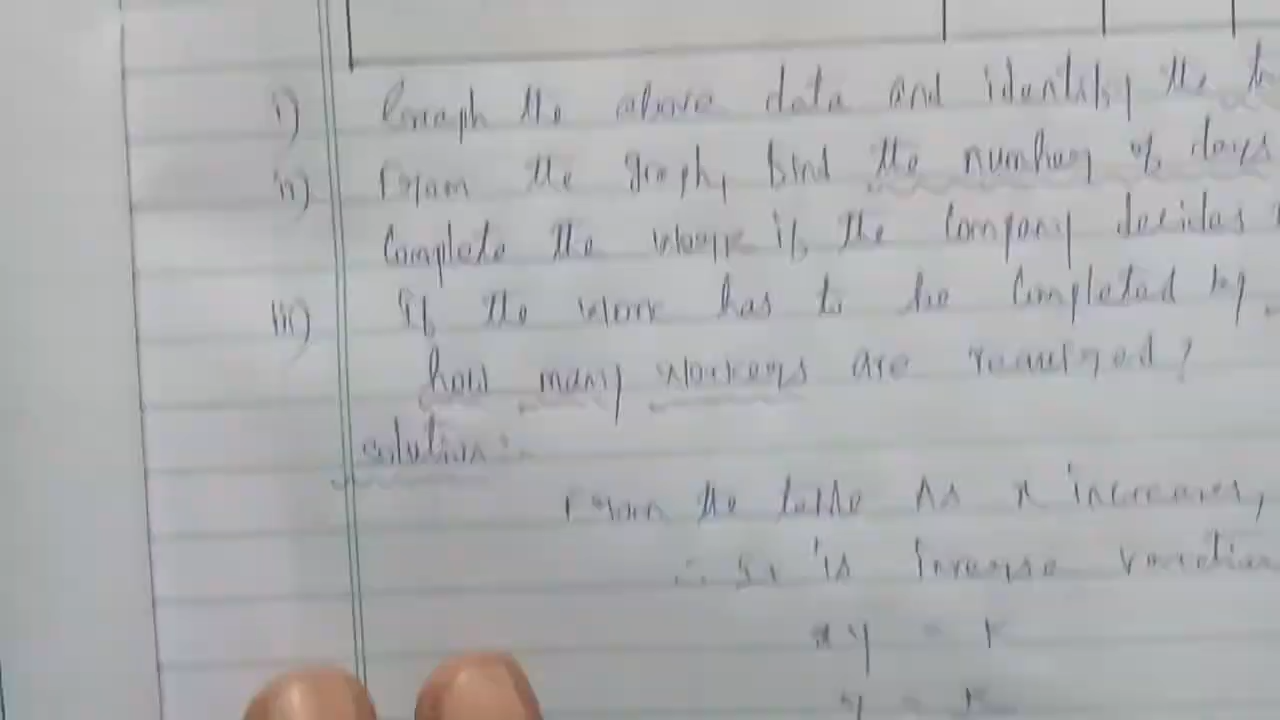 i) Graph the above data and identify the
ii) From the graph, find the number of days
Complete the work if the company decides
iii) If the work has to be Completed by
how many workers are required?
solution:-
From the table As x increases,
∴ It is inverse variation
xy = k
y = k